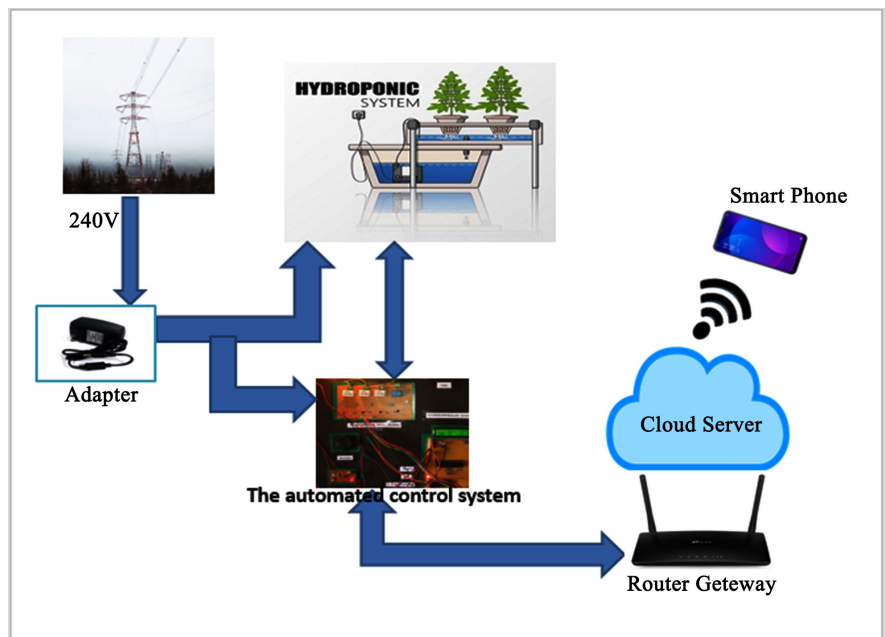 HYDROPONIC
SYSTEM
240V
Smart Phone
Adapter
Cloud Server
The automated control system
Router Geteway